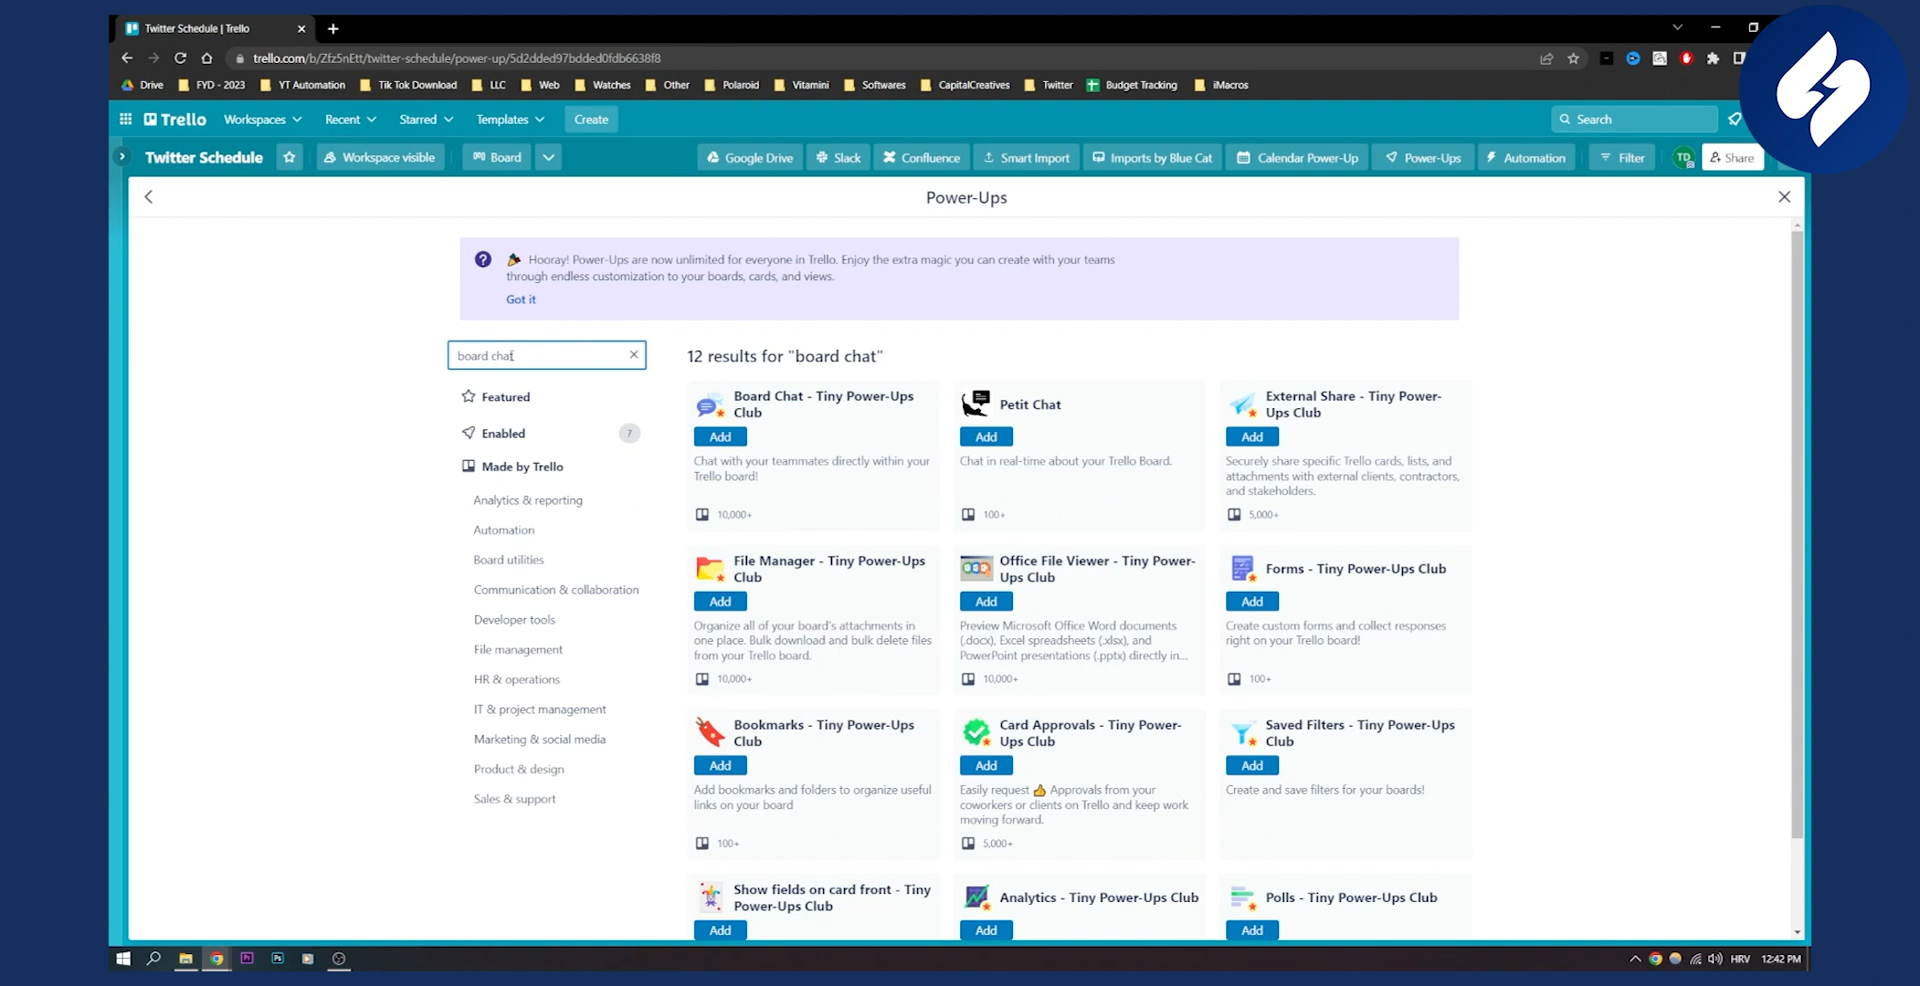 Twitter Schedule | Trello
trello.com/b/Zfz5nEtt/twitter-schedule/power-up/5d2dded97bdded0fdb6638f8
Drive FYD - 2023 YT Automation Tik Tok Download LLC Web Watches Other Polaroid Vitamini Softwares CapitalCreatives Twitter Budget Tracking iMacros
Trello Workspaces Recent Starred Templates Create Search
Twitter Schedule Workspace visible Board Google Drive Slack Confluence Smart Import Imports by Blue Cat Calendar Power-Up Power-Ups Automation Filter TD Share
Power-Ups
Hooray! Power-Ups are now unlimited for everyone in Trello. Enjoy the extra magic you can create with your teams
through endless customization to your boards, cards, and views.
Got it
board chat
Featured
Enabled 7
Made by Trello
Analytics & reporting
Automation
Board utilities
Communication & collaboration
Developer tools
File management
HR & operations
IT & project management
Marketing & social media
Product & design
Sales & support
12 results for "board chat"
Board Chat - Tiny Power-Ups
Club
Add
Chat with your teammates directly within your
Trello board!
10,000+
Petit Chat
Add
Chat in real-time about your Trello Board.
100+
External Share - Tiny Power-
Ups Club
Add
Securely share specific Trello cards, lists, and
attachments with external clients, contractors,
and stakeholders.
5,000+
File Manager - Tiny Power-Ups
Club
Add
Organize all of your board's attachments in
one place. Bulk download and bulk delete files
from your Trello board.
10,000+
Office File Viewer - Tiny Power-
Ups Club
Add
Preview Microsoft Office Word documents
(.docx), Excel spreadsheets (.xlsx), and
PowerPoint presentations (.pptx) directly in...
10,000+
Forms - Tiny Power-Ups Club
Add
Create custom forms and collect responses
right on your Trello board!
100+
Bookmarks - Tiny Power-Ups
Club
Add
Add bookmarks and folders to organize useful
links on your board
100+
Card Approvals - Tiny Power-
Ups Club
Add
Easily request 👍 Approvals from your
coworkers or clients on Trello and keep work
moving forward.
5,000+
Saved Filters - Tiny Power-Ups
Club
Add
Create and save filters for your boards!
Show fields on card front - Tiny
Power-Ups Club
Add
Analytics - Tiny Power-Ups Club
Add
Polls - Tiny Power-Ups Club
Add
HRV 12:42 PM